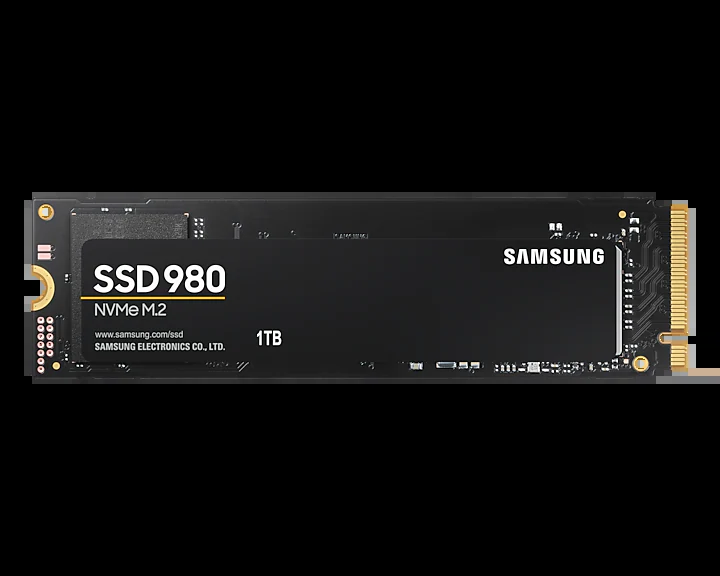 SAMSUNG
SSD 980
NVMe M.2
www.samsung.com/ssd
SAMSUNG ELECTRONICS CO., LTD.
1TB